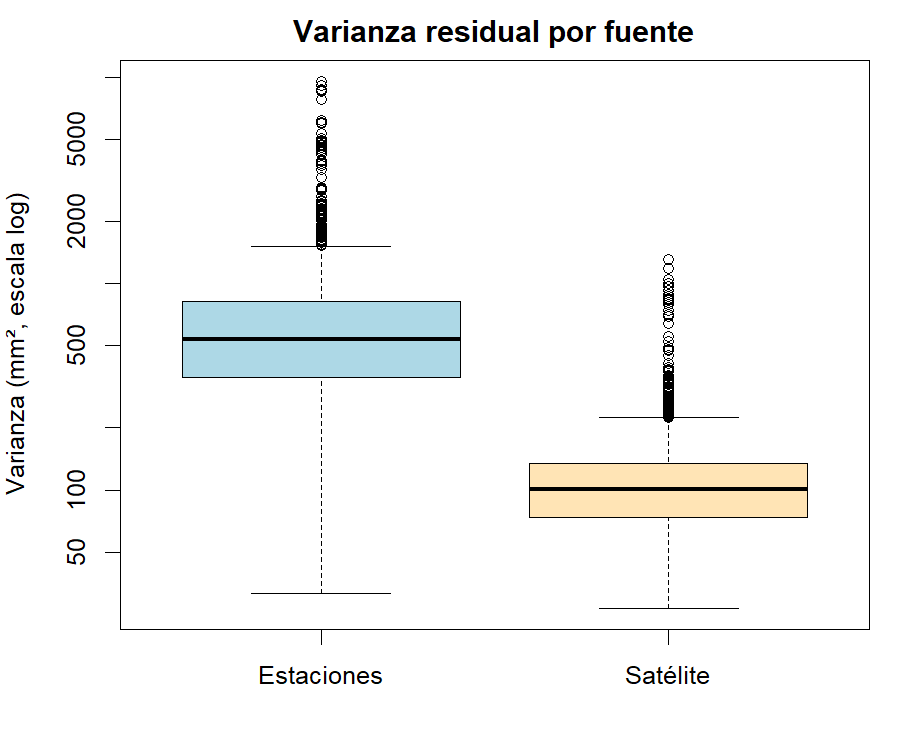 Varianza residual por fuente
Varianza (mm², escala log)
5000
2000
500
100
50
Estaciones
Satélite